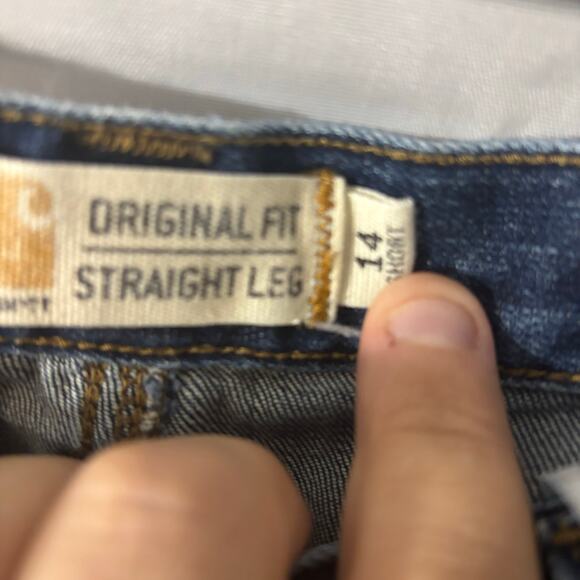 ORIGINAL FIT
STRAIGHT LEG
14
SHORT